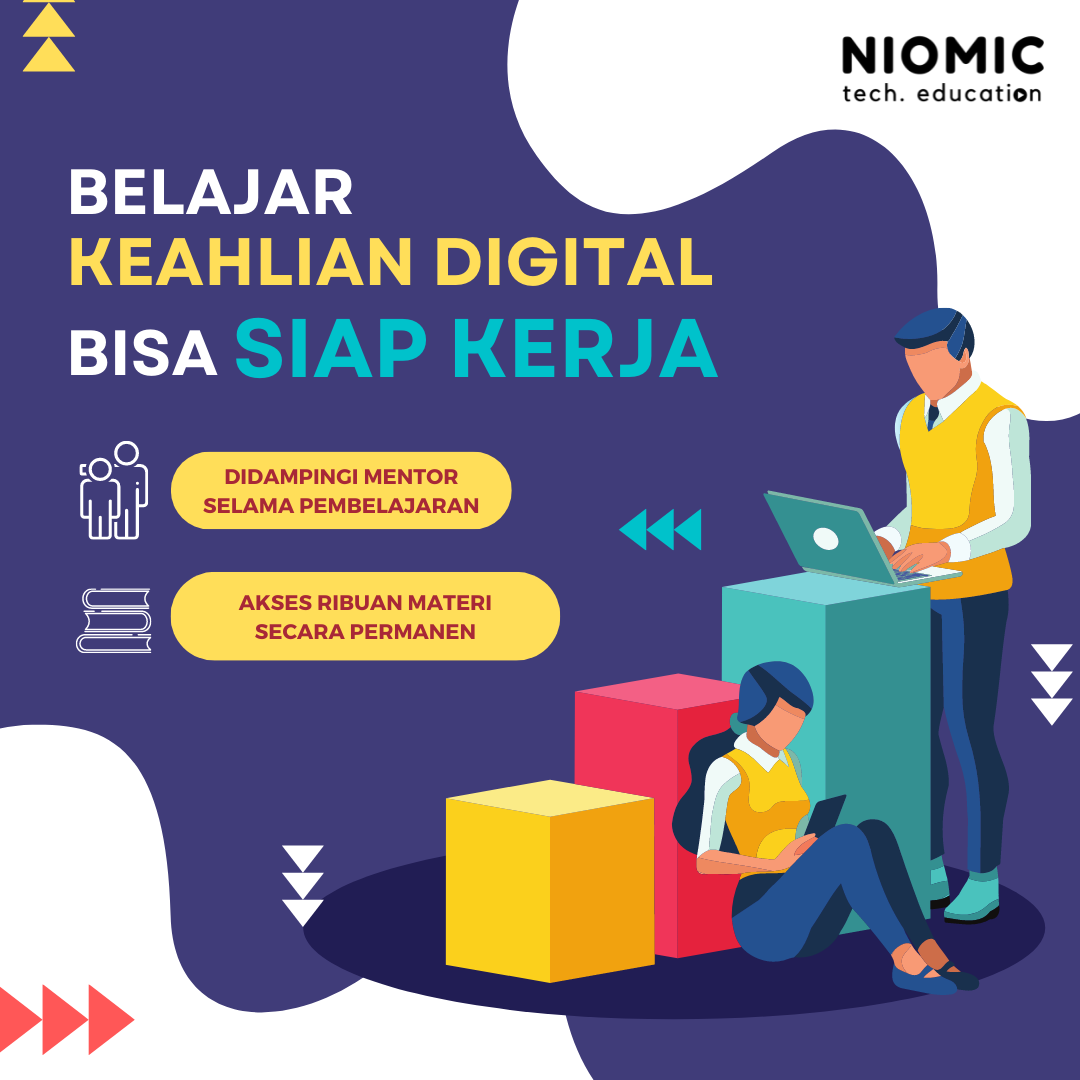 NIOMIC
tech. education
BELAJAR
KEAHLIAN DIGITAL
BISA SIAP KERJA
DIDAMPINGI MENTOR
SELAMA PEMBELAJARAN
AKSES RIBUAN MATERI
SECARA PERMANEN